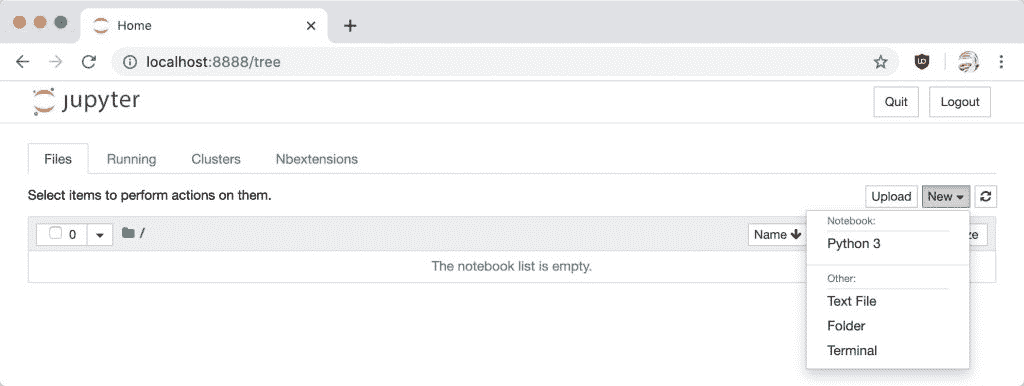 Home
localhost:8888/tree
jupyter
Quit
Logout
Files
Running
Clusters
Nbextensions
Select items to perform actions on them.
Upload
New
0
/
Name
ze
Notebook:
Python 3
The notebook list is empty.
Other:
Text File
Folder
Terminal